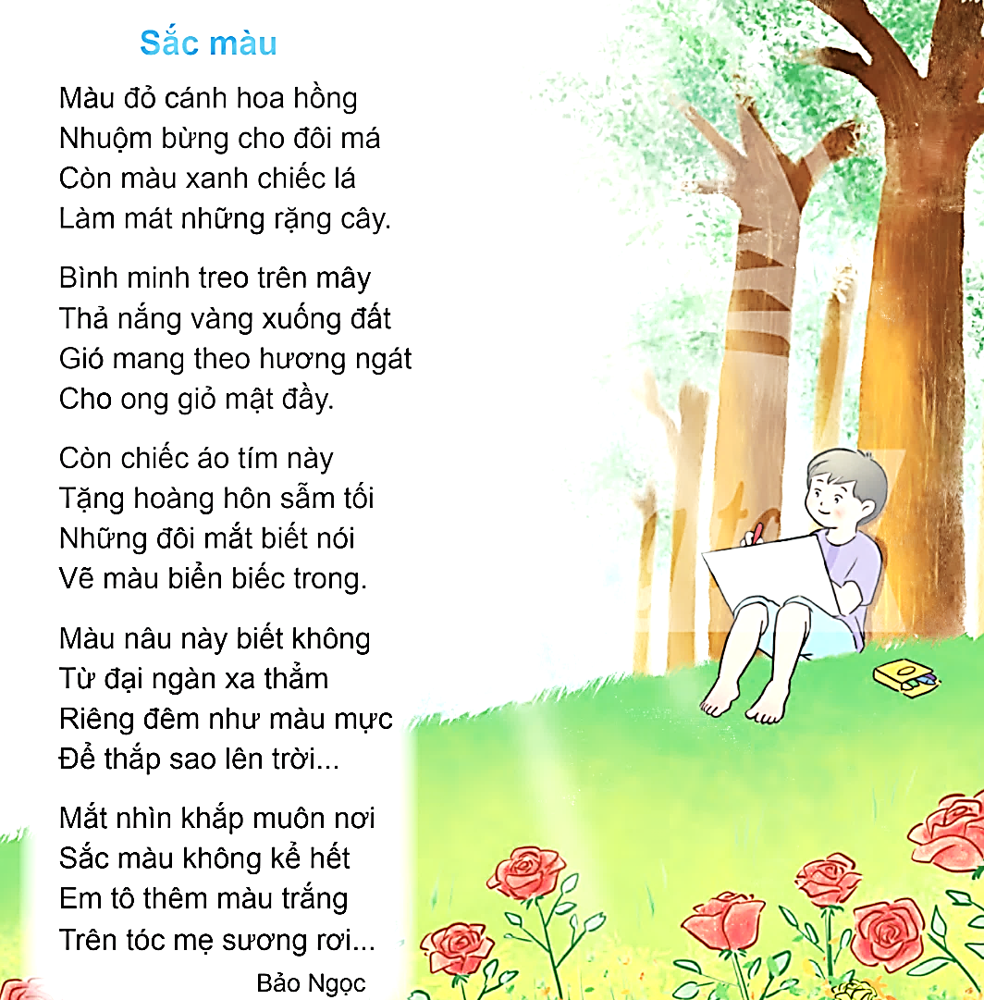 Sắc màu
Màu đỏ cánh hoa hồng
Nhuộm bừng cho đôi má
Còn màu xanh chiếc lá
Làm mát những rặng cây.
Bình minh treo trên mây
Thả nắng vàng xuống đất
Gió mang theo hương ngát
Cho ong giỏ mật đầy.
Còn chiếc áo tím này
Tặng hoàng hôn sẫm tối
Những đôi mắt biết nói
Vẽ màu biển biếc trong.
Màu nâu này biết không
Từ đại ngàn xa thẳm
Riêng đêm như màu mực
Để thắp sao lên trời...
Mắt nhìn khắp muôn nơi
Sắc màu không kể hết
Em tô thêm màu trắng
Trên tóc mẹ sương rơi...
Bảo Ngọc